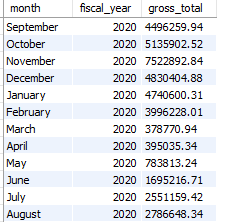 month fiscal_year gross_total
September 2020 4496259.94
October 2020 5135902.52
November 2020 7522892.84
December 2020 4830404.88
January 2020 4740600.31
February 2020 3996228.01
March 2020 378770.94
April 2020 395035.34
May 2020 783813.24
June 2020 1695216.71
July 2020 2551159.42
August 2020 2786648.34